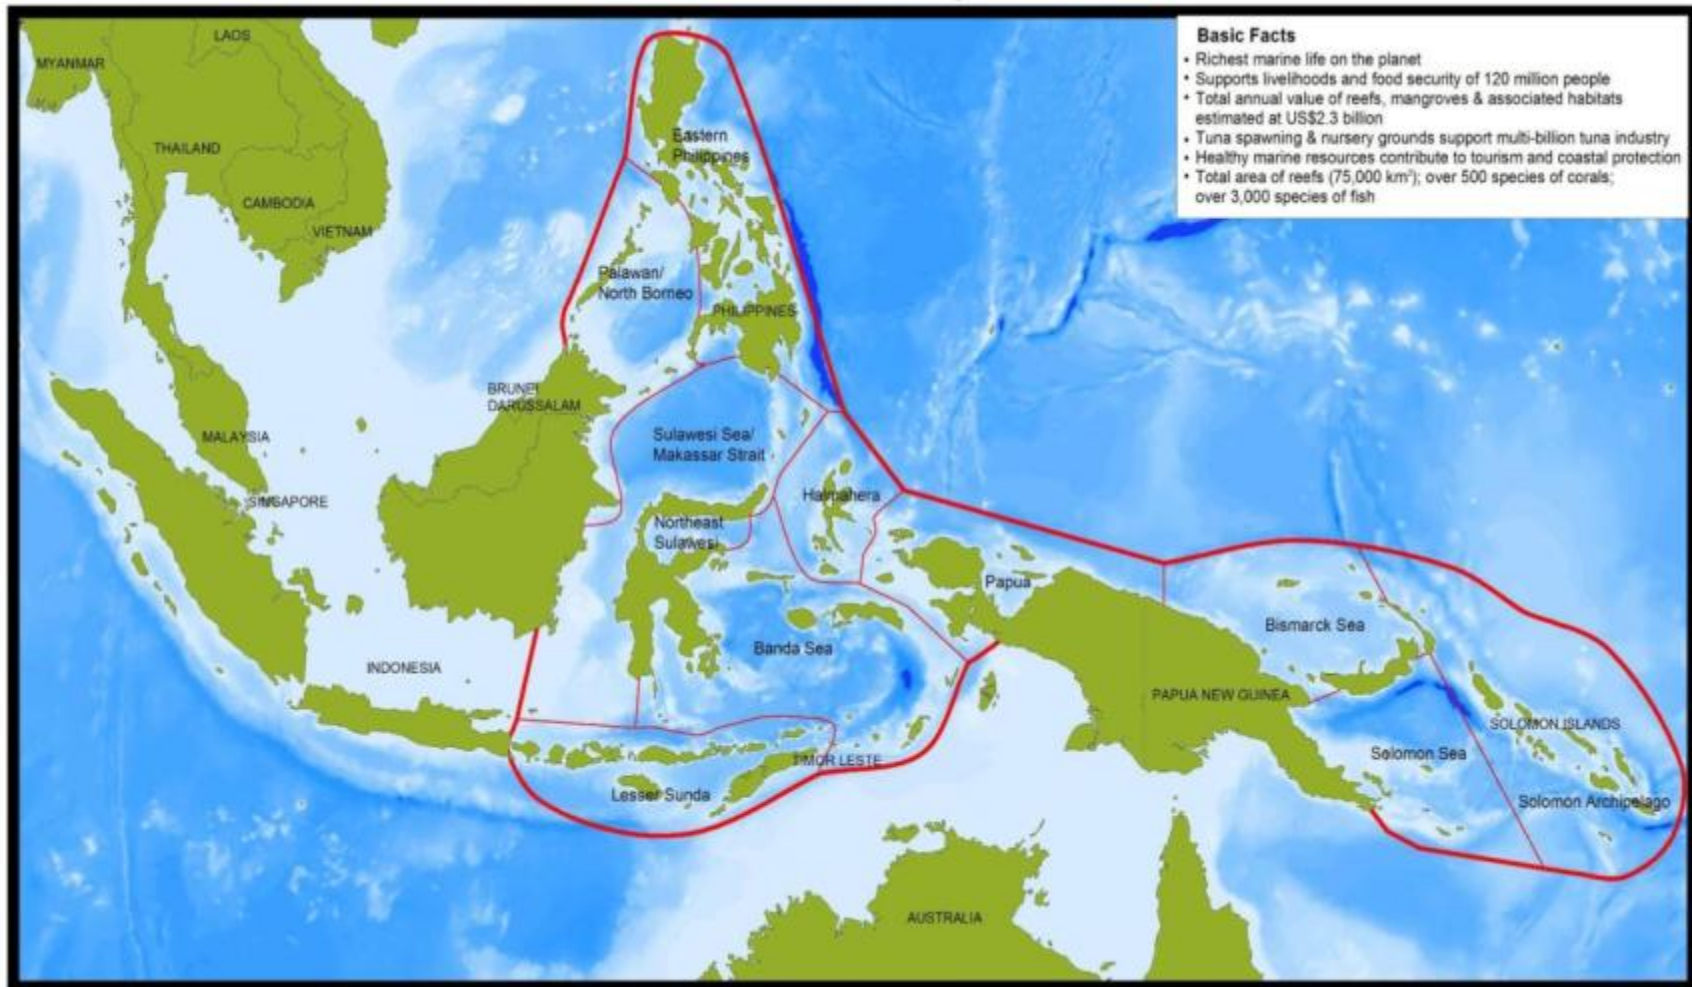 Basic Facts
• Richest marine life on the planet
• Supports livelihoods and food security of 120 million people
• Total annual value of reefs, mangroves & associated habitats
estimated at US$2.3 billion
• Tuna spawning & nursery grounds support multi-billion tuna industry
• Healthy marine resources contribute to tourism and coastal protection
• Total area of reefs (75,000 km²); over 500 species of corals;
over 3,000 species of fish
LAOS
MYANMAR
THAILAND
CAMBODIA
VIETNAM
Eastern
Philippines
Palawan/
North Borneo
PHILIPPINES
BRUNEI
DARUSSALAM
MALAYSIA
SINGAPORE
Sulawesi Sea/
Makassar Strait
Halmahera
Northeast
Sulawesi
Papua
Banda Sea
Bismarck Sea
INDONESIA
PAPUA NEW GUINEA
SOLOMON ISLANDS
Solomon Sea
TIMOR LESTE
Lesser Sunda
Solomon Archipelago
AUSTRALIA